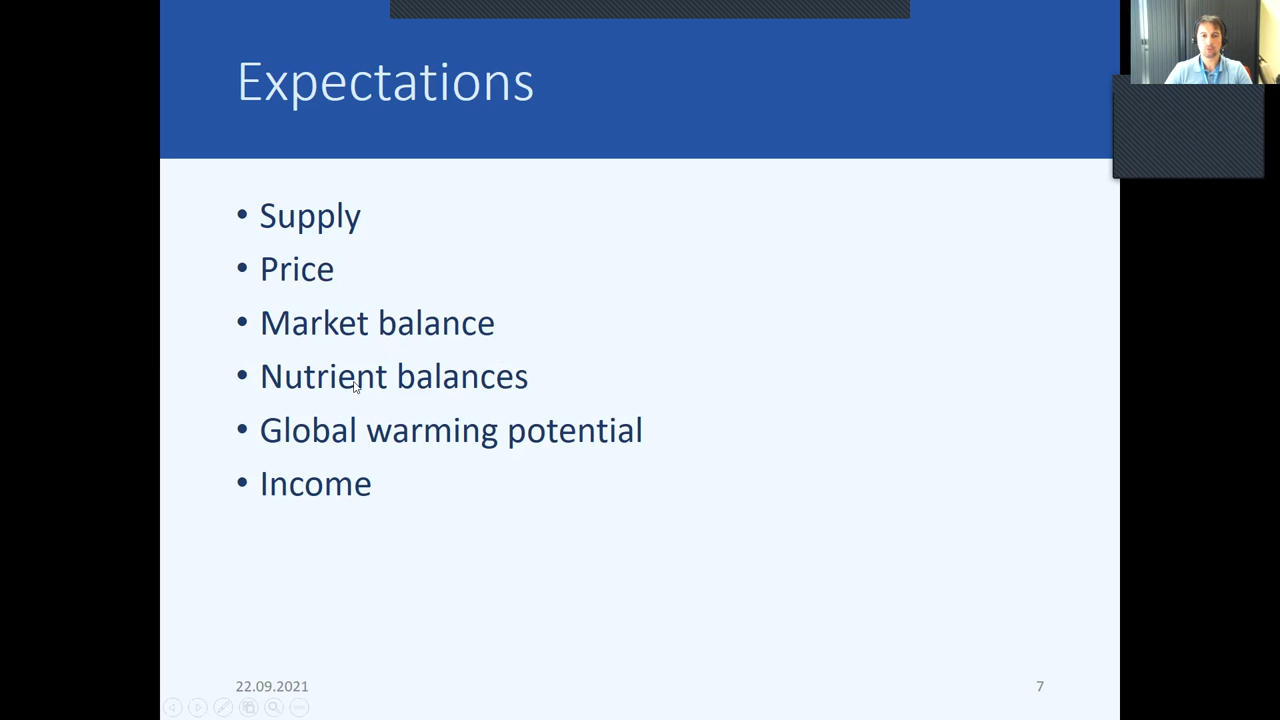 Expectations
• Supply
• Price
• Market balance
• Nutrient balances
• Global warming potential
• Income
22.09.2021
7